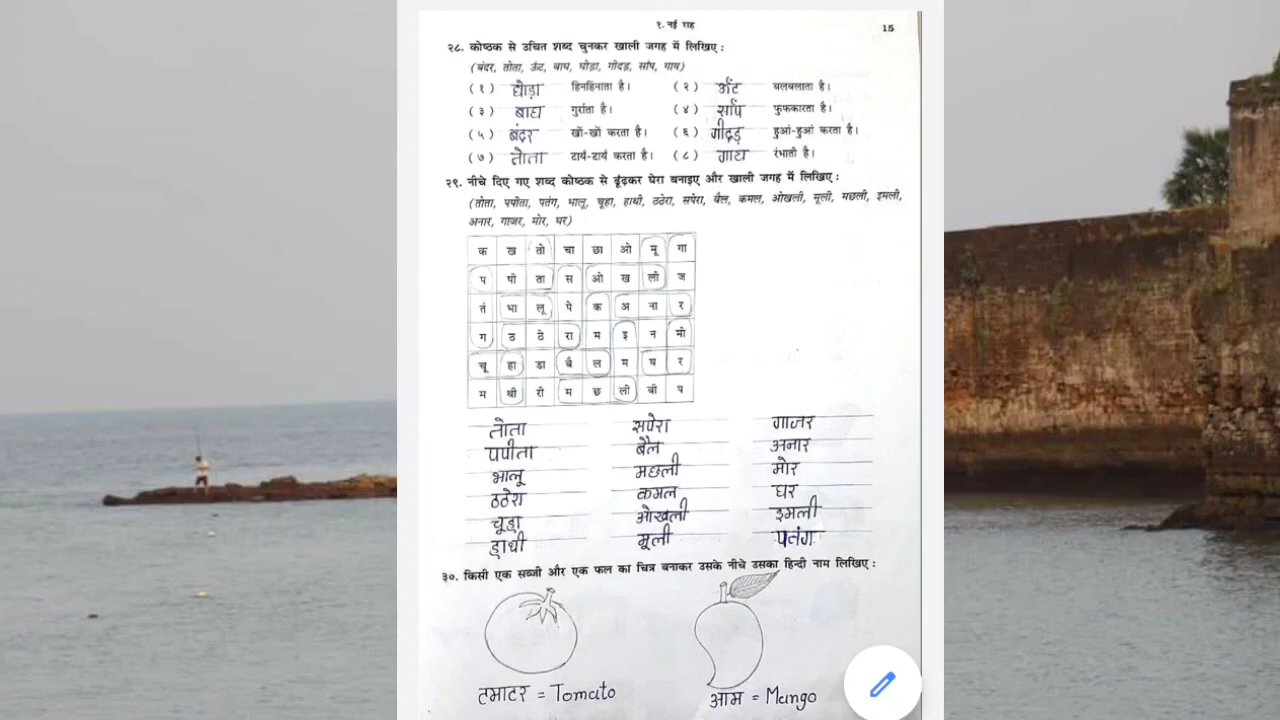 १. नई राह 15
२८. कोष्ठक से उचित शब्द चुनकर खाली जगह में लिखिए :
(बंदर, तोता, ऊँट, बाघ, घोड़ा, गीदड़, साँप, गाय)
(१) घोड़ा हिनहिनाता है। (२) ऊँट बलबलाता है।
(३) बाघ गुर्राता है। (४) साँप फुफकारता है।
(५) बंदर खों-खों करता है। (६) गीदड़ हुआँ-हुआँ करता है।
(७) तोता टायँ-टायँ करता है। (८) गाय रंभाती है।
२९. नीचे दिए गए शब्द कोष्ठक से ढूंढ़कर घेरा बनाइए और खाली जगह में लिखिए :
(तोता, पपीता, पतंग, भालू, चूहा, हाथी, ठठेरा, सपेरा, बैल, कमल, ओखली, मूली, मछली, इमली,
अनार, गाजर, मोर, घर)
क ख तो चा छा ओ मू गा
प पी ता स ओ ख ली ज
तं भा लू पे क अ ना र
ग ठ ठे रा म इ न मो
चू हा डा बै ल म घ र
म थी री म छ ली बी प
तोता सपेरा गाजर
पपीता बैल अनार
भालू मछली मोर
ठठेरा कमल घर
चूहा ओखली इमली
हाथी मूली पतंग
३०. किसी एक सब्जी और एक फल का चित्र बनाकर उसके नीचे उसका हिन्दी नाम लिखिए :
टमाटर = Tomato आम = Mango